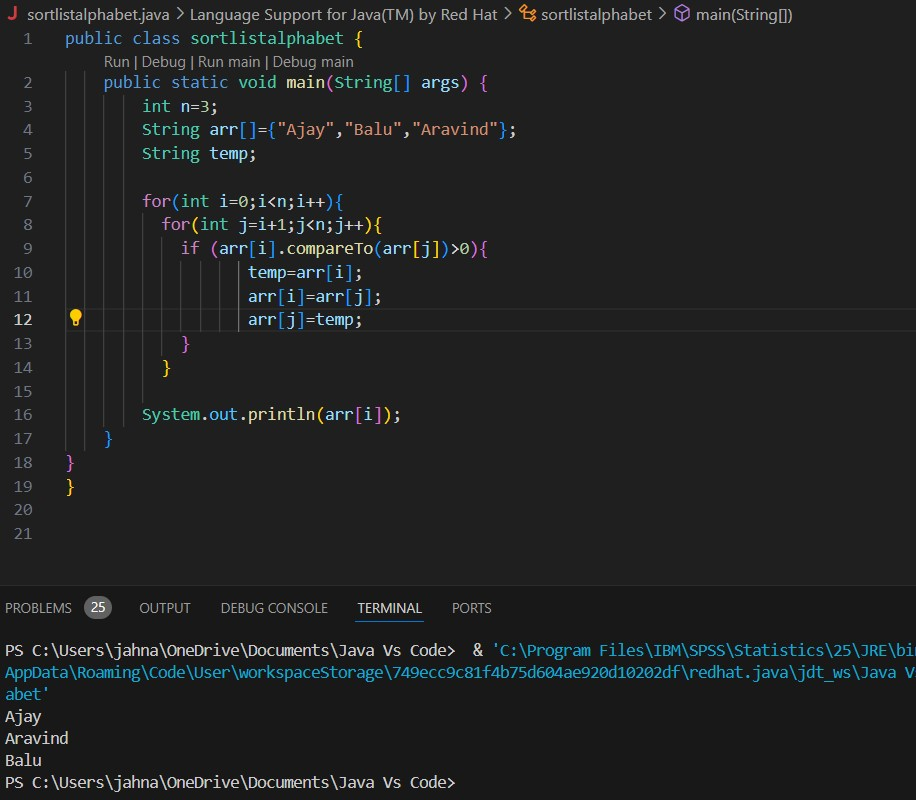 J sortlistalphabet.java > Language Support for Java(TM) by Red Hat > sortlistalphabet > main(String[])
1 public class sortlistalphabet {
Run | Debug | Run main | Debug main
2 public static void main(String[] args) {
3 int n=3;
4 String arr[]={"Ajay","Balu","Aravind"};
5 String temp;
6
7 for(int i=0;i<n;i++){
8 for(int j=i+1;j<n;j++){
9 if (arr[i].compareTo(arr[j])>0){
10 temp=arr[i];
11 arr[i]=arr[j];
12 arr[j]=temp;
13 }
14 }
15
16 System.out.println(arr[i]);
17 }
18 }
19 }
20
21
PROBLEMS 25 OUTPUT DEBUG CONSOLE TERMINAL PORTS
PS C:\Users\jahna\OneDrive\Documents\Java Vs Code> & 'C:\Program Files\IBM\SPSS\Statistics\25\JRE\bin
AppData\Roaming\Code\User\workspaceStorage\749ecc9c81f4b75d604ae920d10202df\redhat.java\jdt_ws\Java V
abet'
Ajay
Aravind
Balu
PS C:\Users\jahna\OneDrive\Documents\Java Vs Code>